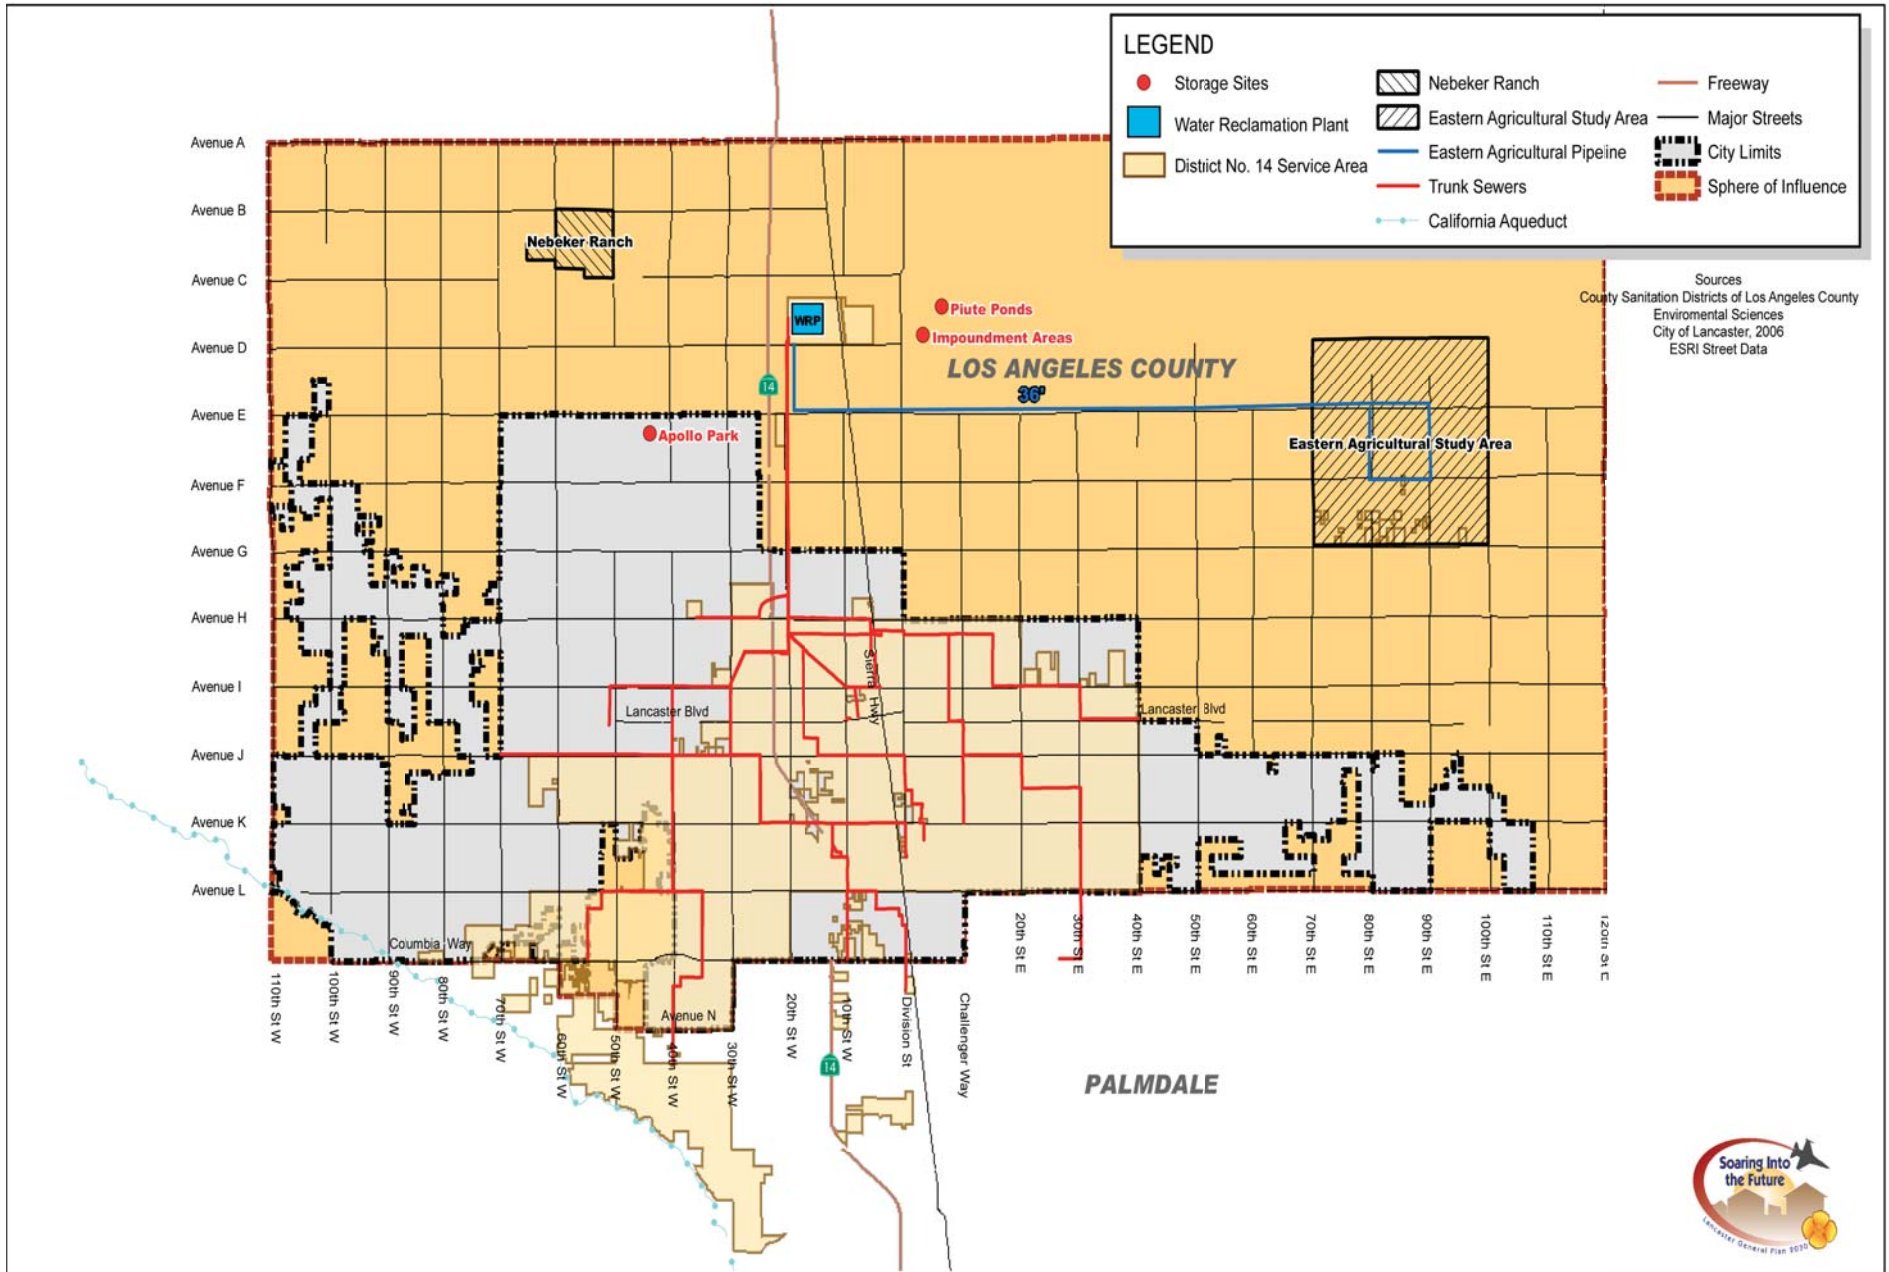 LEGEND
Storage Sites
Water Reclamation Plant
District No. 14 Service Area
Nebeker Ranch
Eastern Agricultural Study Area
Eastern Agricultural Pipeline
Trunk Sewers
California Aqueduct
Freeway
Major Streets
City Limits
Sphere of Influence
Sources
County Sanitation Districts of Los Angeles County
Enviromental Sciences
City of Lancaster, 2006
ESRI Street Data
Avenue A
Avenue B
Nebeker Ranch
Avenue C
Piute Ponds
WRP
Impoundment Areas
Avenue D
LOS ANGELES COUNTY
14
36'
Avenue E
Apollo Park
Eastern Agricultural Study Area
Avenue F
Avenue G
Avenue H
Sierra Hwy
Avenue I
Lancaster Blvd
Lancaster Blvd
Avenue J
Avenue K
Avenue L
Columbia Way
Avenue N
110th St W
100th St W
90th St W
80th St W
70th St W
60th St W
50th St W
40th St W
30th St W
20th St W
10th St W
Division St
Challenger Way
20th St E
30th St E
40th St E
50th St E
60th St E
70th St E
80th St E
90th St E
100th St E
110th St E
120th St E
14
PALMDALE
Soaring Into
the Future
Lancaster General Plan 2030